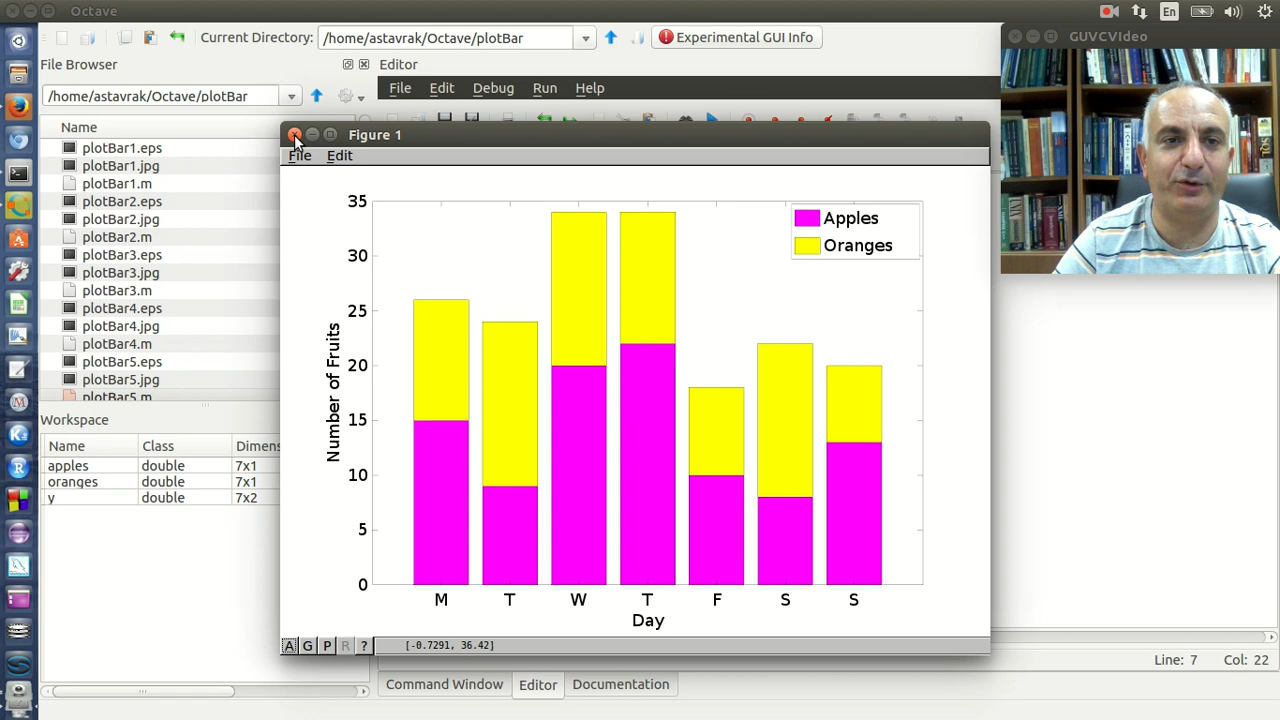 Octave
En
Current Directory: /home/astavrak/Octave/plotBar Experimental GUI Info
GUVCVIdeo
File Browser
Editor
/home/astavrak/Octave/plotBar
File Edit Debug Run Help
Name
plotBar1.eps
plotBar1.jpg
plotBar1.m
plotBar2.eps
plotBar2.jpg
plotBar2.m
plotBar3.eps
plotBar3.jpg
plotBar3.m
plotBar4.eps
plotBar4.jpg
plotBar4.m
plotBar5.eps
plotBar5.jpg
plotBar5.m
Workspace
Name Class Dimens
apples double 7x1
oranges double 7x1
y double 7x2
Figure 1
File Edit
35
30
25
20
15
10
5
0
Number of Fruits
Apples
Oranges
M T W T F S S
Day
A G P R ? [-0.7291, 36.42]
Line: 7 Col: 22
Command Window Editor Documentation